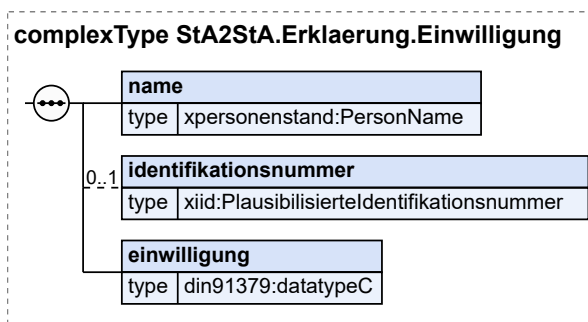 complexType StA2StA.Erklaerung.Einwilligung
name
type xpersonenstand:PersonName
0..1
identifikationsnummer
type xiid:PlausibilisierteIdentifikationsnummer
einwilligung
type din91379:datatypeC